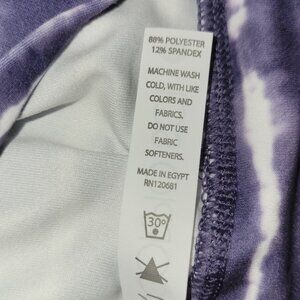 88% POLYESTER
12% SPANDEX
MACHINE WASH
COLD, WITH LIKE
COLORS AND
FABRICS.
DO NOT USE
FABRIC
SOFTENERS.
MADE IN EGYPT
RN120681
30°